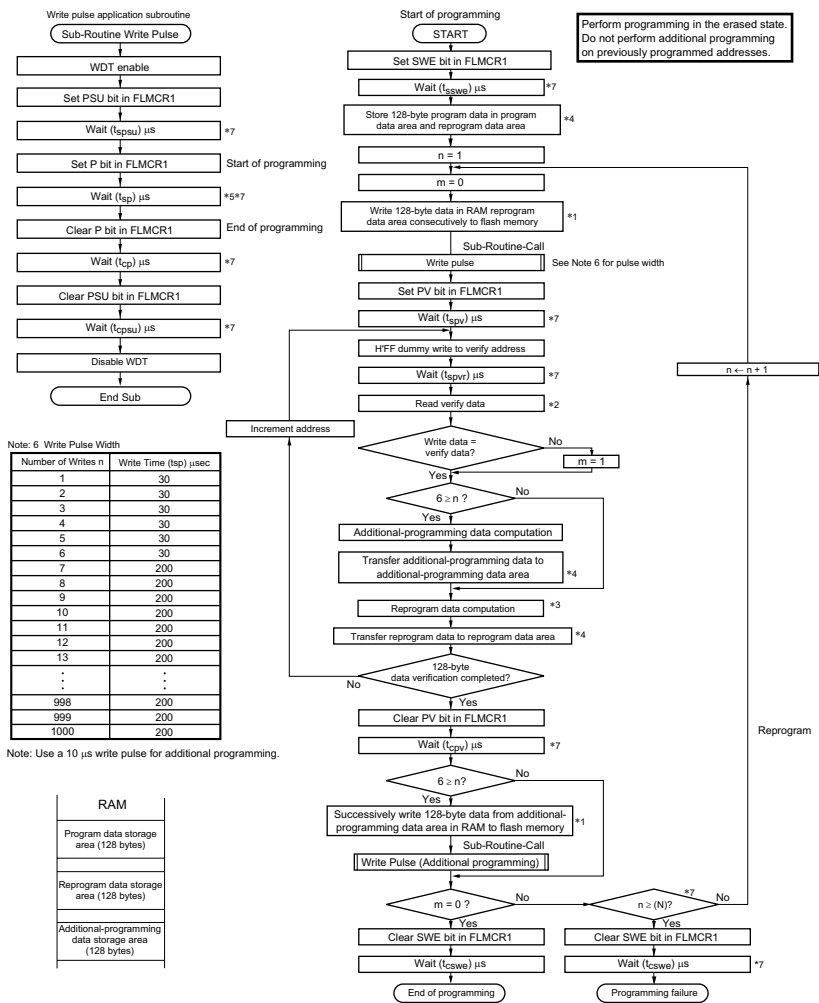 Write pulse application subroutine
Sub-Routine Write Pulse
WDT enable
Set PSU bit in FLMCR1
Wait (tspsu) μs
*7
Set P bit in FLMCR1
Start of programming
Wait (tsp) μs
*5*7
Clear P bit in FLMCR1
End of programming
Wait (tcp) μs
*7
Clear PSU bit in FLMCR1
Wait (tcpsu) μs
*7
Disable WDT
End Sub
Note: 6 Write Pulse Width
Number of Writes n Write Time (tsp) μsec
1 30
2 30
3 30
4 30
5 30
6 30
7 200
8 200
9 200
10 200
11 200
12 200
13 200
998 200
999 200
1000 200
Note: Use a 10 μs write pulse for additional programming.
RAM
Program data storage
area (128 bytes)
Reprogram data storage
area (128 bytes)
Additional-programming
data storage area
(128 bytes)
Start of programming
START
Set SWE bit in FLMCR1
Wait (tsswe) μs
*7
Store 128-byte program data in program
data area and reprogram data area
*4
n = 1
m = 0
Write 128-byte data in RAM reprogram
data area consecutively to flash memory
*1
Sub-Routine-Call
Write pulse
See Note 6 for pulse width
Set PV bit in FLMCR1
Wait (tspv) μs
*7
H'FF dummy write to verify address
Wait (tspvr) μs
*7
Read verify data
*2
Increment address
Write data =
verify data?
No
m = 1
Yes
6 ≥ n ?
No
Yes
Additional-programming data computation
Transfer additional-programming data to
additional-programming data area
*4
Reprogram data computation
*3
Transfer reprogram data to reprogram data area
*4
128-byte
data verification completed?
No
Yes
Clear PV bit in FLMCR1
Wait (tcpv) μs
*7
6 ≥ n?
No
Yes
Successively write 128-byte data from additional-
programming data area in RAM to flash memory
*1
Sub-Routine-Call
Write Pulse (Additional programming)
m = 0 ?
No
Yes
Clear SWE bit in FLMCR1
Wait (tcswe) μs
End of programming
n ≥ (N)?
*7
No
Yes
Clear SWE bit in FLMCR1
Wait (tcswe) μs
*7
Programming failure
n ← n + 1
Reprogram
Perform programming in the erased state.
Do not perform additional programming
on previously programmed addresses.